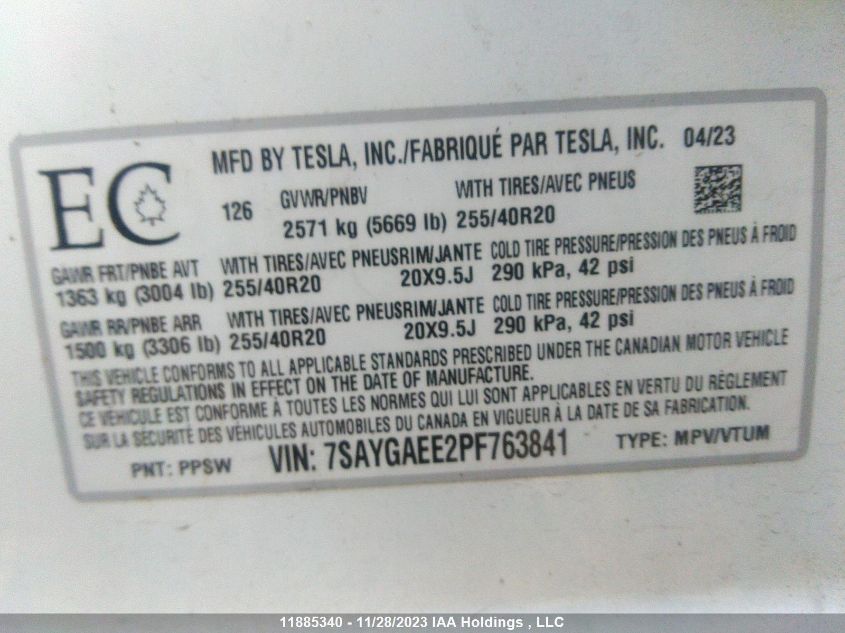 EC
MFD BY TESLA, INC./FABRIQUÉ PAR TESLA, INC. 04/23
126 GVWR/PNBV WITH TIRES/AVEC PNEUS
2571 kg (5669 lb) 255/40R20
GAWR FRT/PNBE AVT WITH TIRES/AVEC PNEUS RIM/JANTE COLD TIRE PRESSURE/PRESSION DES PNEUS À FROID
1363 kg (3004 lb) 255/40R20 20X9.5J 290 kPa, 42 psi
GAWR RR/PNBE ARR WITH TIRES/AVEC PNEUS RIM/JANTE COLD TIRE PRESSURE/PRESSION DES PNEUS À FROID
1500 kg (3306 lb) 255/40R20 20X9.5J 290 kPa, 42 psi
THIS VEHICLE CONFORMS TO ALL APPLICABLE STANDARDS PRESCRIBED UNDER THE CANADIAN MOTOR VEHICLE
SAFETY REGULATIONS IN EFFECT ON THE DATE OF MANUFACTURE.
CE VÉHICULE EST CONFORME À TOUTES LES NORMES QUI LUI SONT APPLICABLES EN VERTU DU RÈGLEMENT
SUR LA SÉCURITÉ DES VÉHICULES AUTOMOBILES DU CANADA EN VIGUEUR À LA DATE DE SA FABRICATION.
PNT: PPSW VIN: 7SAYGAEE2PF763841 TYPE: MPV/VTUM
11885340 - 11/28/2023 IAA Holdings , LLC